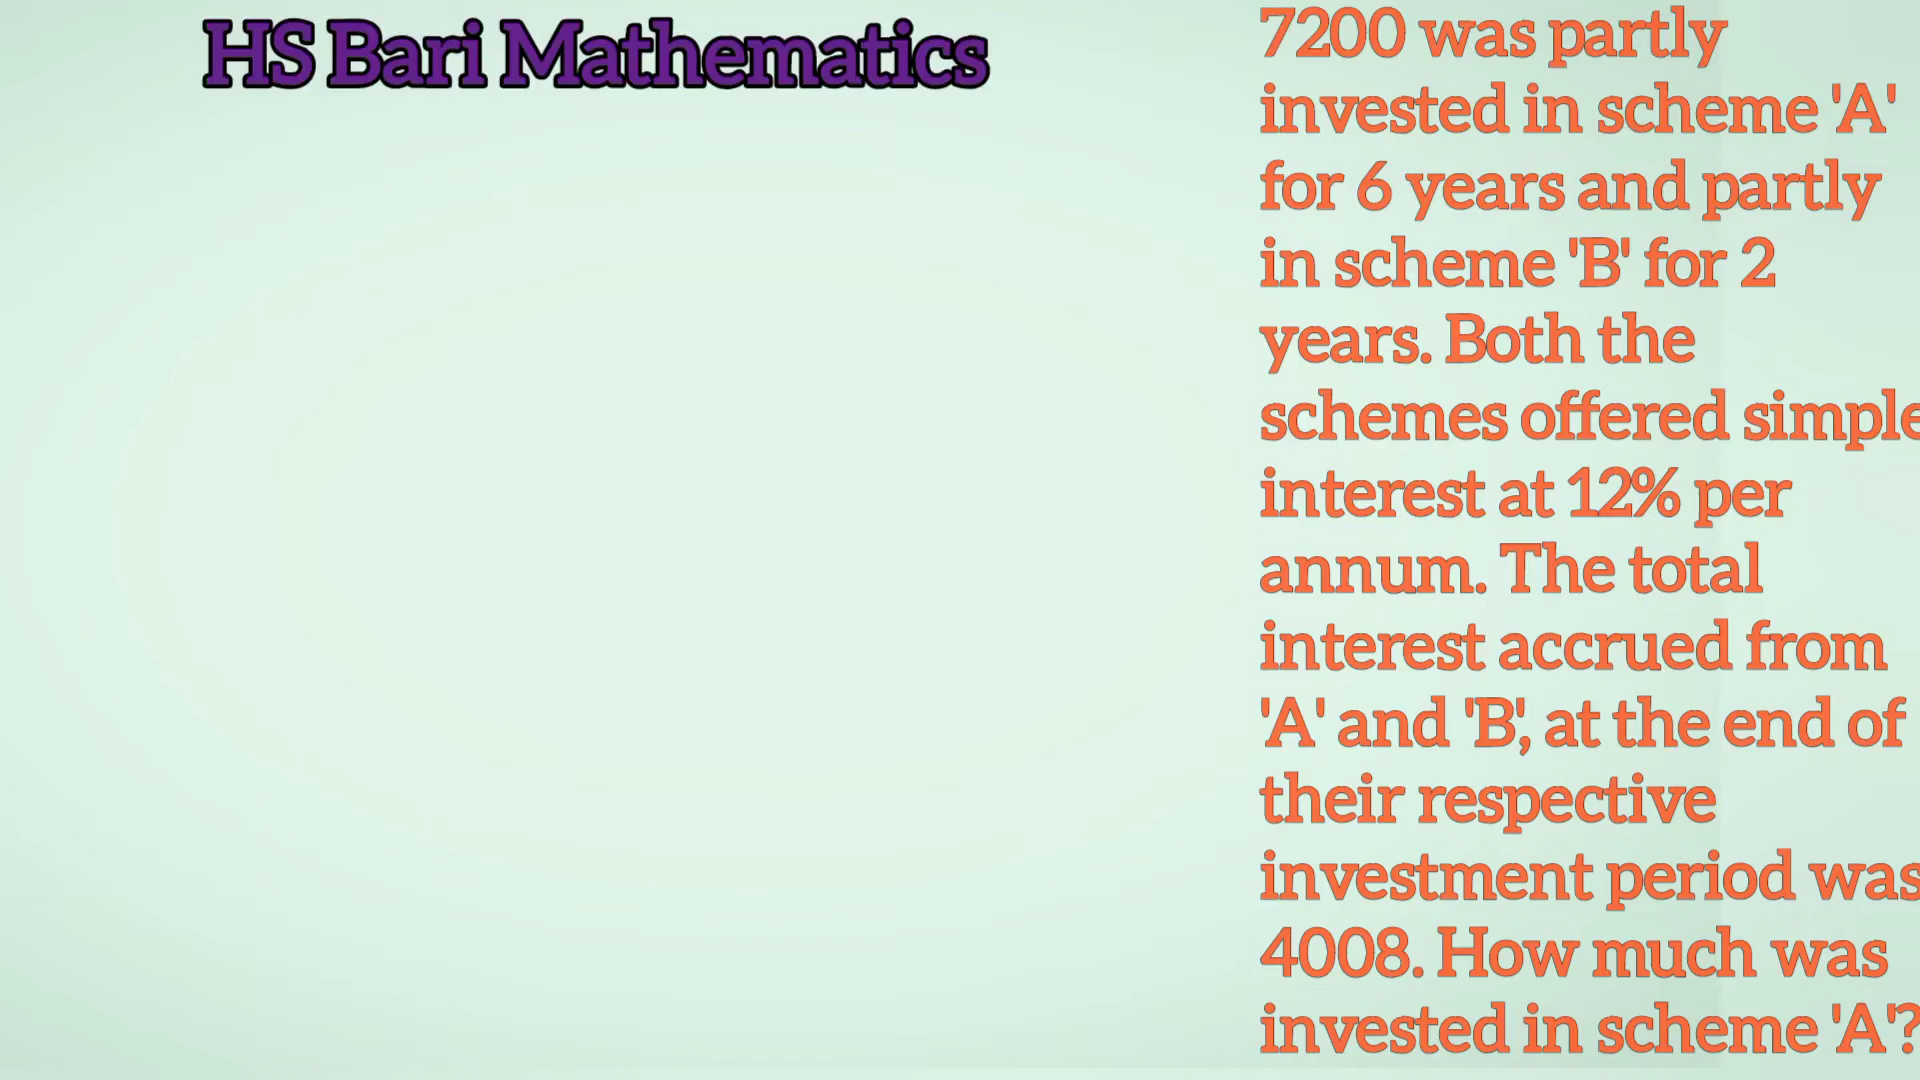 HS Bari Mathematics
7200 was partly
invested in scheme 'A'
for 6 years and partly
in scheme 'B' for 2
years. Both the
schemes offered simple
interest at 12% per
annum. The total
interest accrued from
'A' and 'B', at the end of
their respective
investment period was
4008. How much was
invested in scheme 'A'?